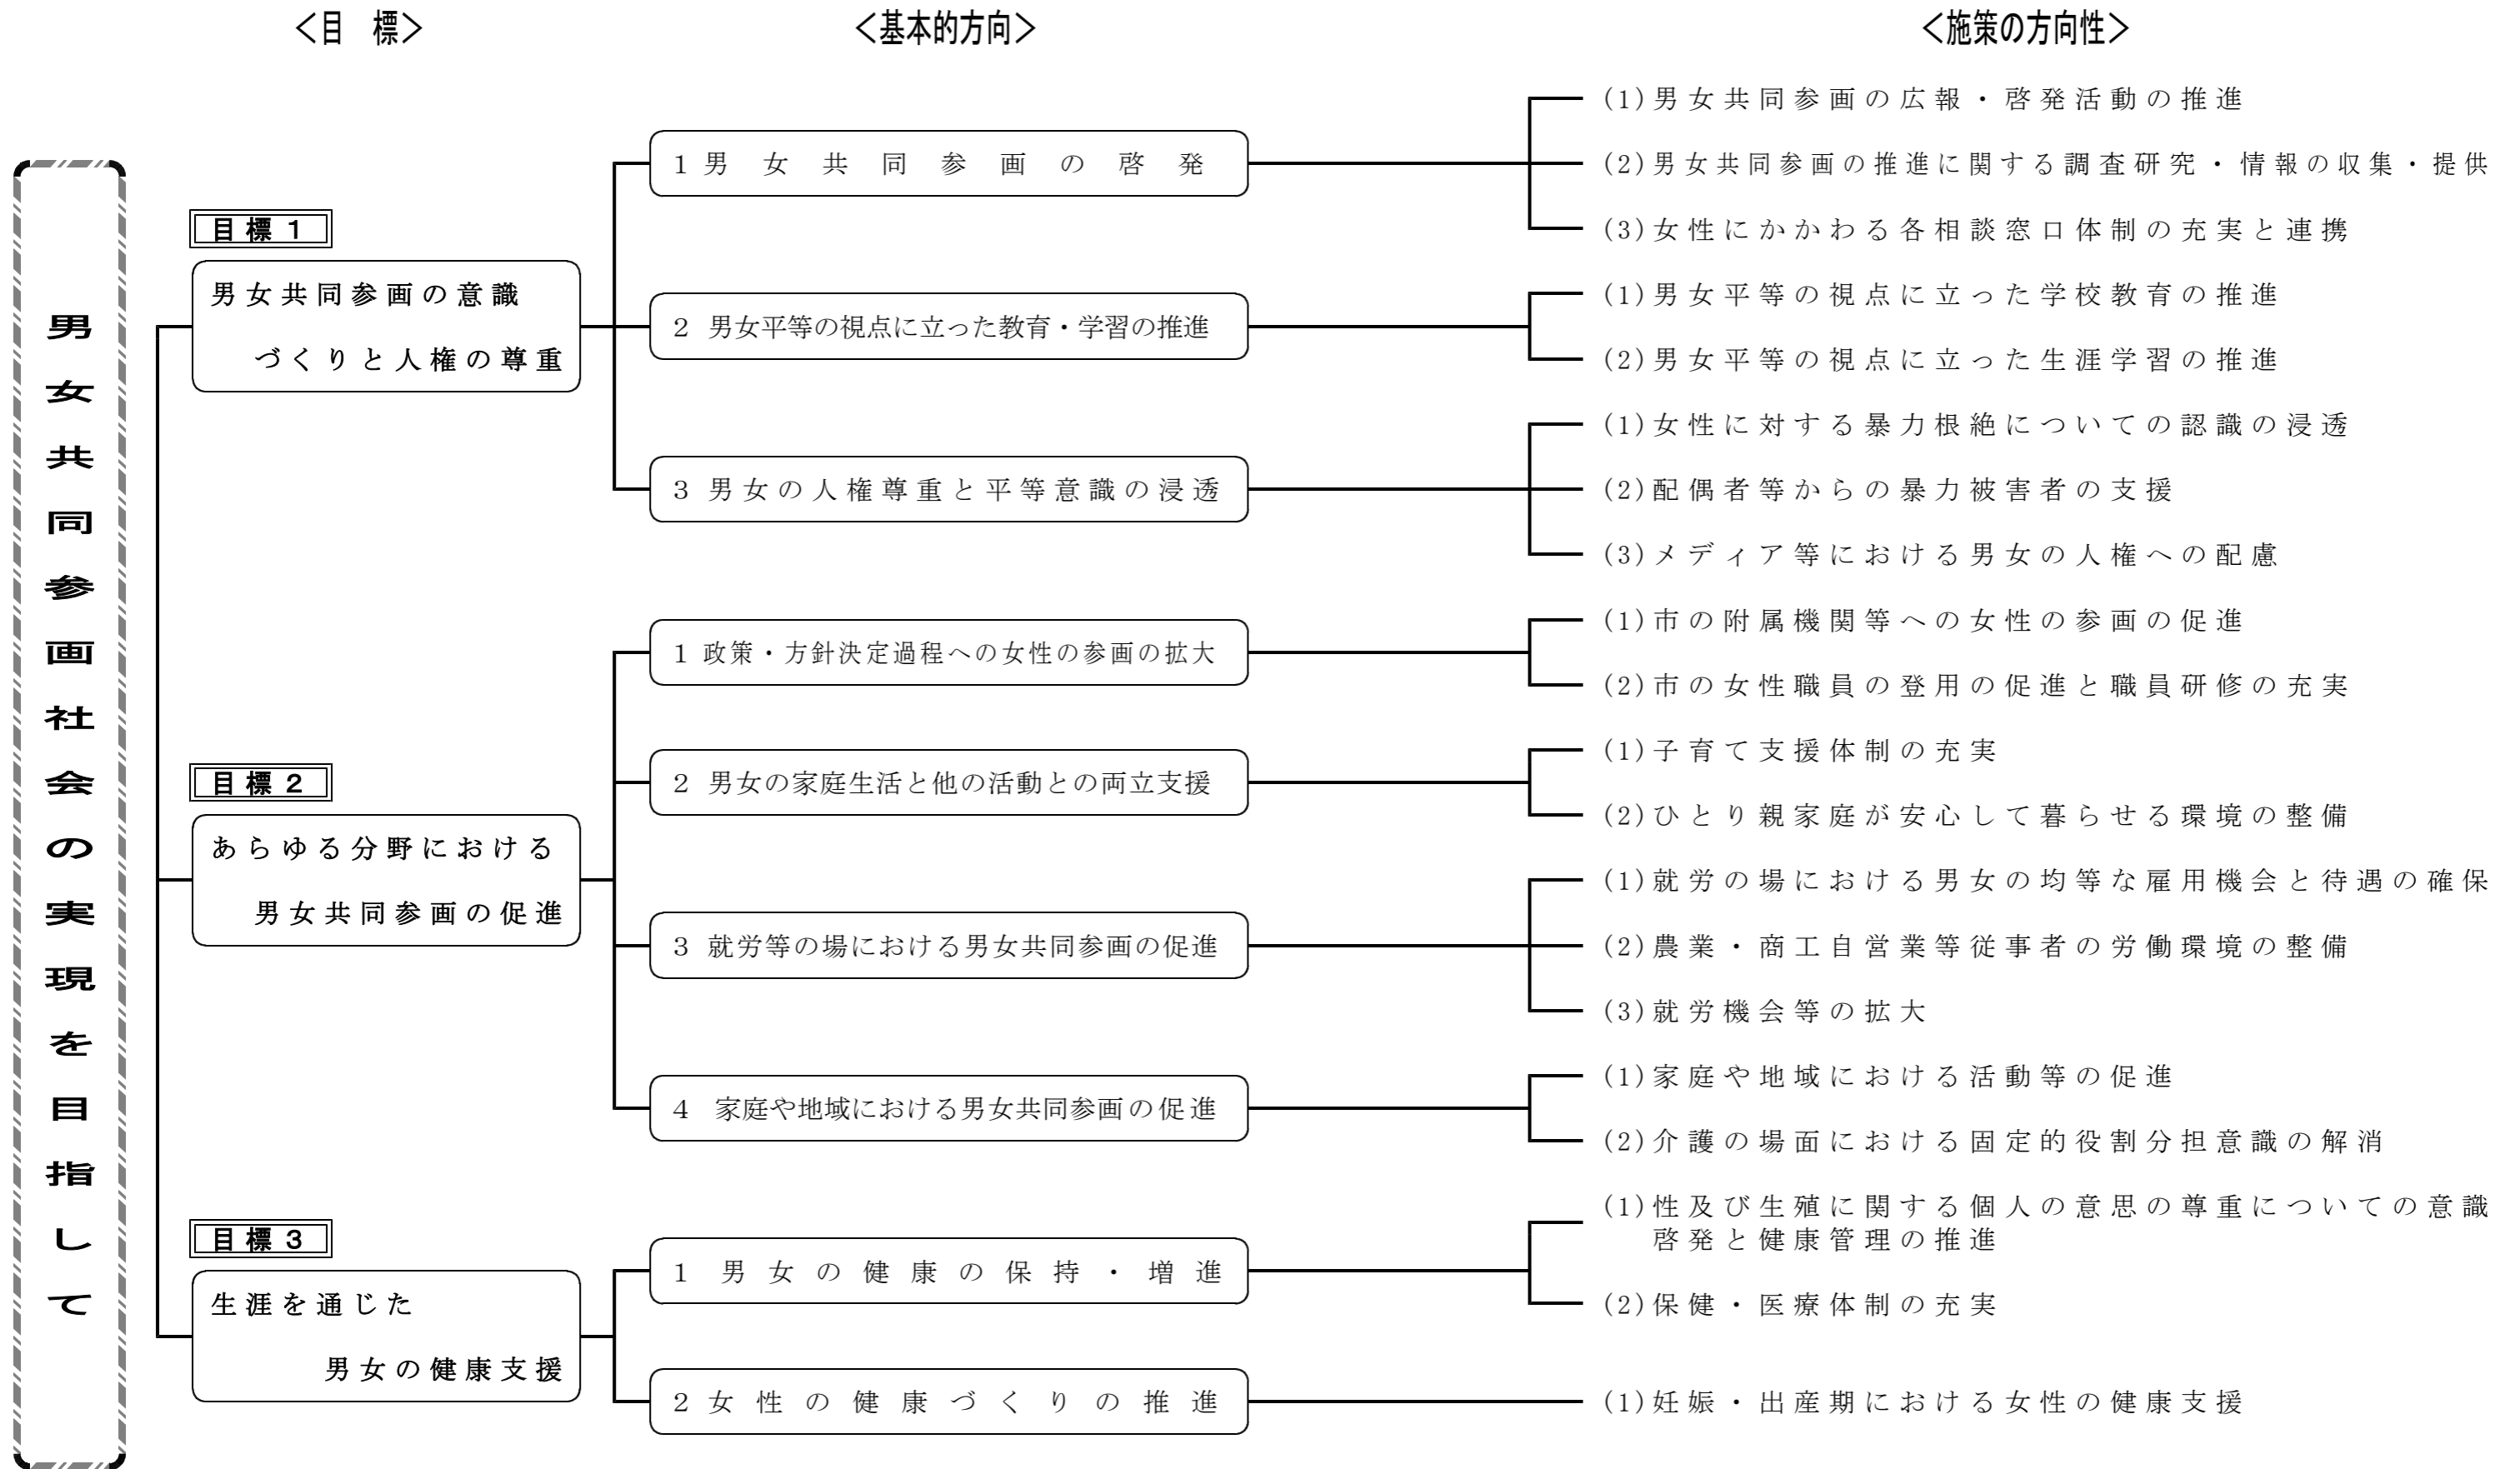 ＜目　標＞
＜基本的方向＞
＜施策の方向性＞
男女共同参画社会の実現を目指して
目標１
男女共同参画の意識
づくりと人権の尊重
1 男女共同参画の啓発
(1)男女共同参画の広報・啓発活動の推進
(2)男女共同参画の推進に関する調査研究・情報の収集・提供
(3)女性にかかわる各相談窓口体制の充実と連携
2 男女平等の視点に立った教育・学習の推進
(1)男女平等の視点に立った学校教育の推進
(2)男女平等の視点に立った生涯学習の推進
3 男女の人権尊重と平等意識の浸透
(1)女性に対する暴力根絶についての認識の浸透
(2)配偶者等からの暴力被害者の支援
(3)メディア等における男女の人権への配慮
目標２
あらゆる分野における
男女共同参画の促進
1 政策・方針決定過程への女性の参画の拡大
(1)市の附属機関等への女性の参画の促進
(2)市の女性職員の登用の促進と職員研修の充実
2 男女の家庭生活と他の活動との両立支援
(1)子育て支援体制の充実
(2)ひとり親家庭が安心して暮らせる環境の整備
3 就労等の場における男女共同参画の促進
(1)就労の場における男女の均等な雇用機会と待遇の確保
(2)農業・商工自営業等従事者の労働環境の整備
(3)就労機会等の拡大
4 家庭や地域における男女共同参画の促進
(1)家庭や地域における活動等の促進
(2)介護の場面における固定的役割分担意識の解消
目標３
生涯を通じた
男女の健康支援
1 男女の健康の保持・増進
(1)性及び生殖に関する個人の意思の尊重についての意識
啓発と健康管理の推進
(2)保健・医療体制の充実
2 女性の健康づくりの推進
(1)妊娠・出産期における女性の健康支援